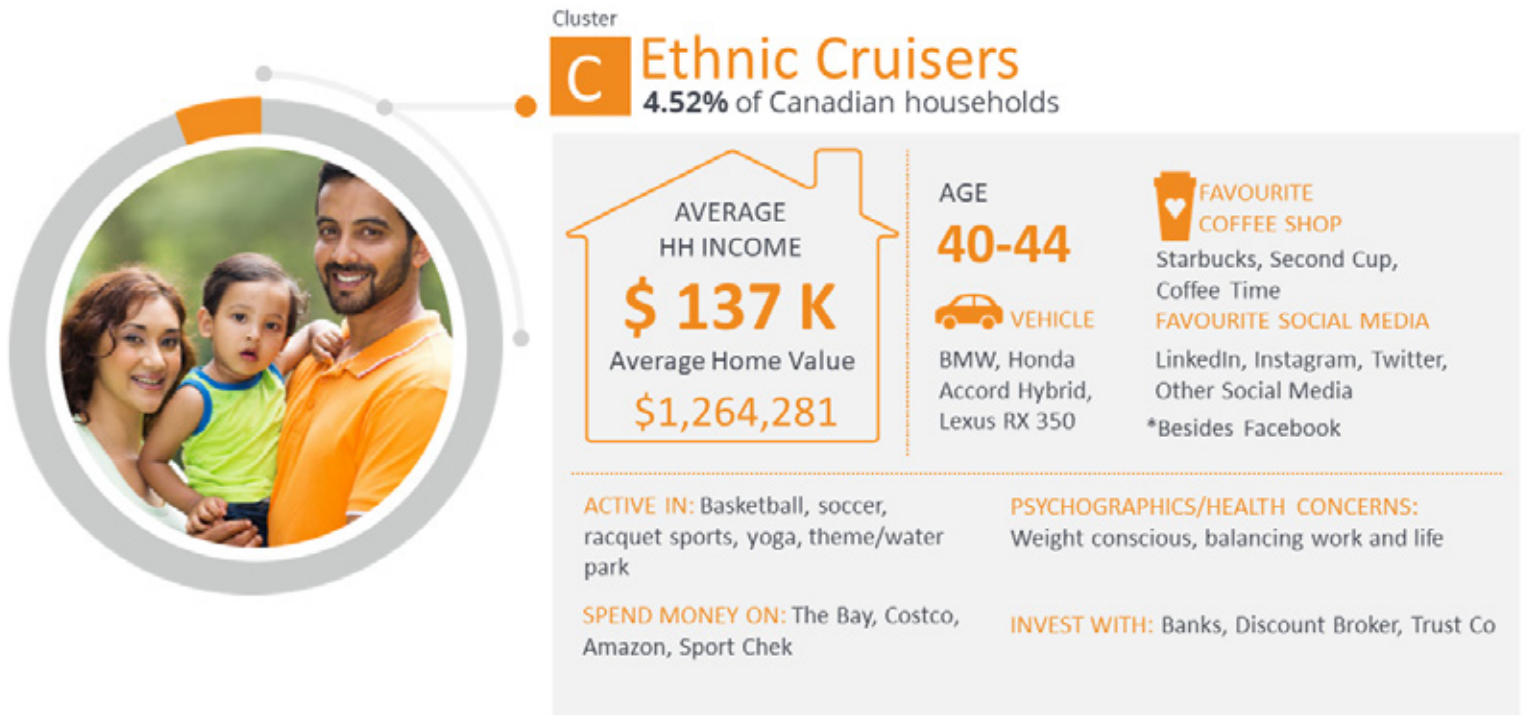 Cluster
C
Ethnic Cruisers
4.52% of Canadian households
AVERAGE
HH INCOME
$ 137 K
Average Home Value
$1,264,281
AGE
40-44
VEHICLE
BMW, Honda
Accord Hybrid,
Lexus RX 350
FAVOURITE
COFFEE SHOP
Starbucks, Second Cup,
Coffee Time
FAVOURITE SOCIAL MEDIA
LinkedIn, Instagram, Twitter,
Other Social Media
*Besides Facebook
ACTIVE IN: Basketball, soccer,
racquet sports, yoga, theme/water
park
SPEND MONEY ON: The Bay, Costco,
Amazon, Sport Chek
PSYCHOGRAPHICS/HEALTH CONCERNS:
Weight conscious, balancing work and life
INVEST WITH: Banks, Discount Broker, Trust Co